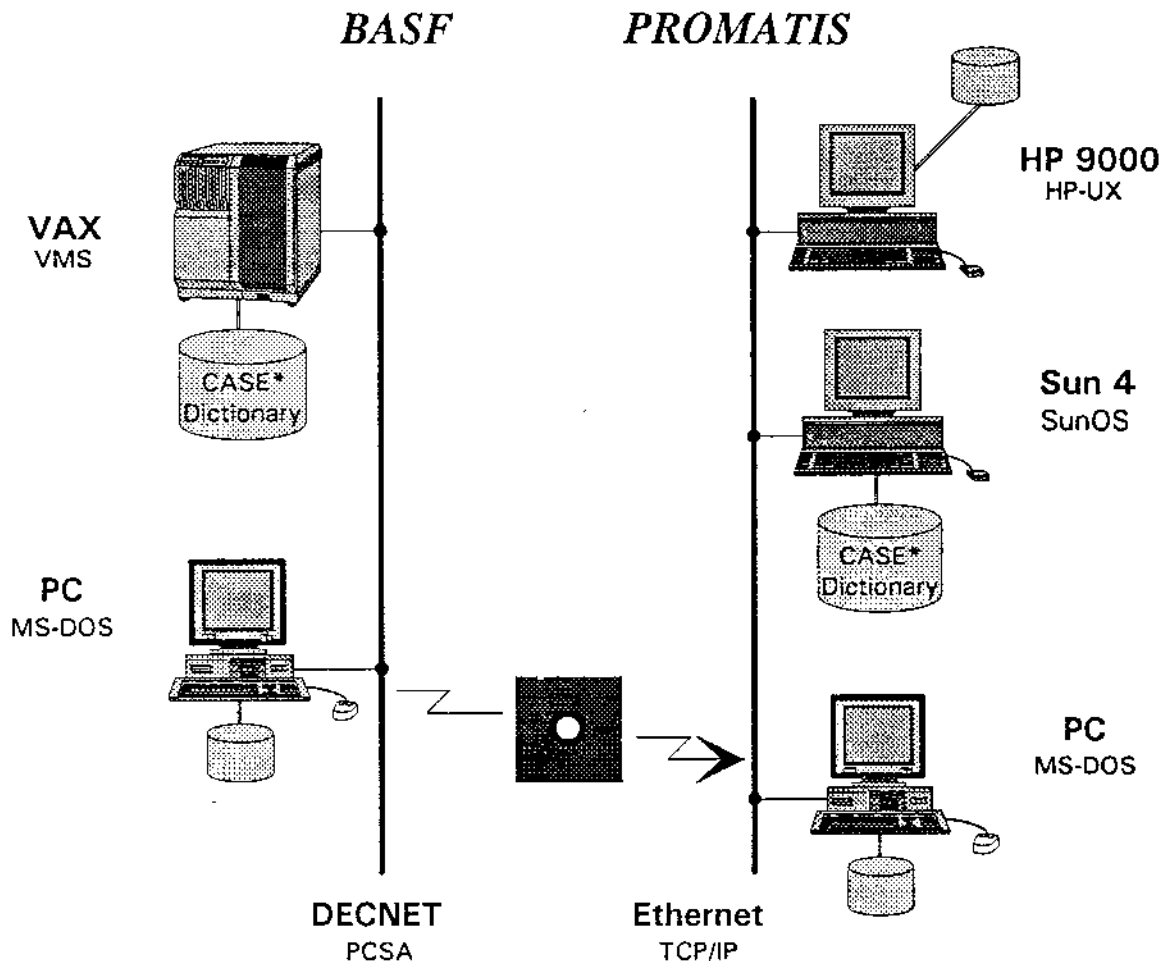 BASF PROMATIS
HP 9000
HP-UX
VAX
VMS
CASE*
Dictionary
Sun 4
SunOS
CASE*
Dictionary
PC
MS-DOS
PC
MS-DOS
DECNET
PCSA
Ethernet
TCP/IP